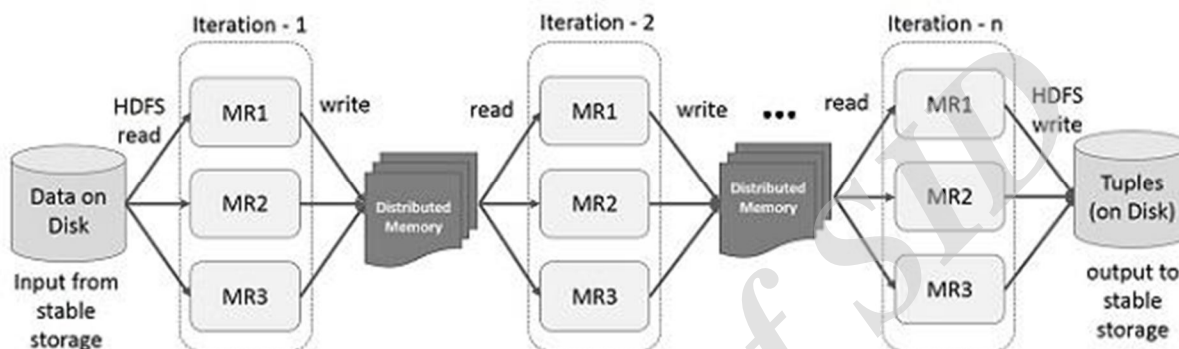 Iteration - 1
Iteration - 2
Iteration - n
HDFS
read
MR1
write
read
MR1
write
...
read
MR1
HDFS
write
Data on
Disk
MR2
Distributed
Memory
MR2
Distributed
Memory
MR2
Tuples
(on Disk)
Input from
stable
storage
MR3
MR3
MR3
output to
stable
storage
of SID